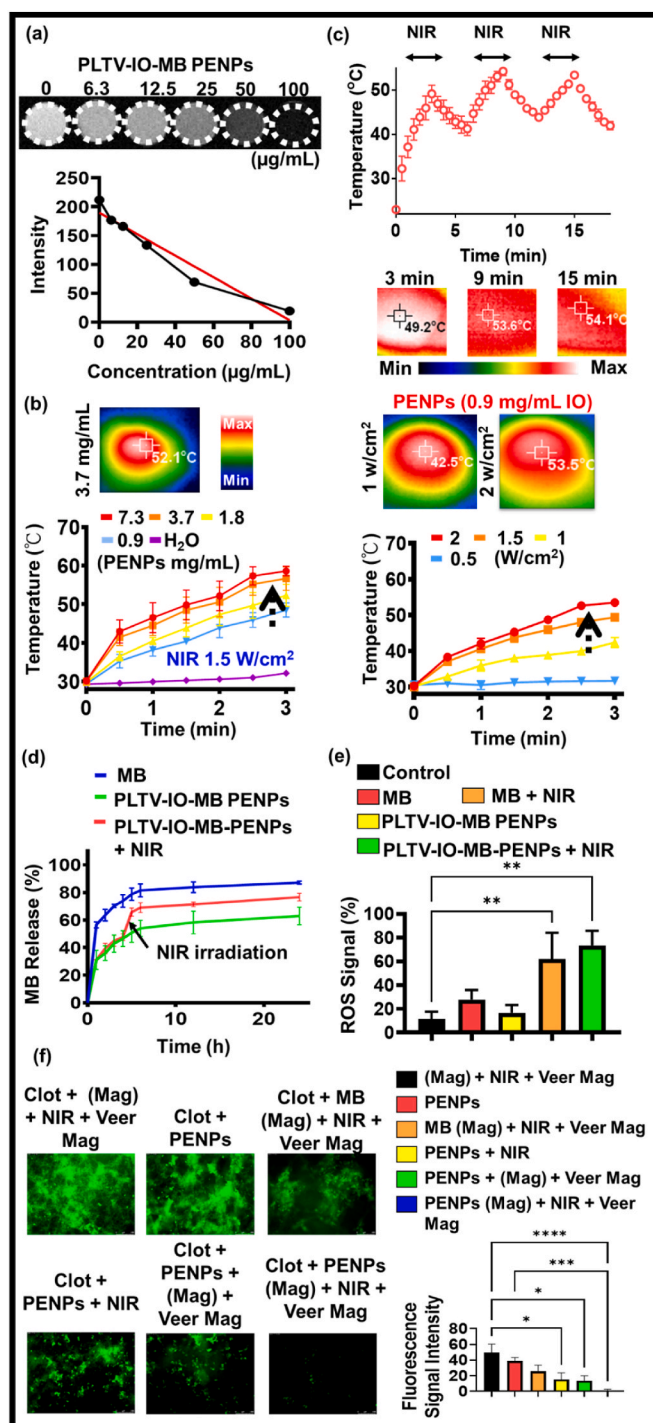 (a)
PLTV-IO-MB PENPs
0 6.3 12.5 25 50 100
(µg/mL)
250
200
150
100
50
0
Intensity
0 20 40 60 80 100
Concentration (µg/mL)
(b)
3.7 mg/mL
52.1°C
Max
Min
7.3 3.7 1.8
0.9 H₂O
(PENPs mg/mL)
70
60
50
40
30
Temperature (℃)
NIR 1.5 W/cm²
0 1 2 3
Time (min)
(c)
NIR NIR NIR
50
40
30
Temperature (°C)
0 5 10 15
Time (min)
3 min 9 min 15 min
49.2°C 53.6°C 54.1°C
Min Max
PENPs (0.9 mg/mL IO)
1 w/cm²
42.5°C
2 w/cm²
53.5°C
2 1.5 1
0.5 (W/cm²)
70
60
50
40
30
Temperature (℃)
0 1 2 3
Time (min)
(d)
MB
PLTV-IO-MB PENPs
PLTV-IO-MB-PENPs
+ NIR
100
80
60
40
20
0
MB Release (%)
NIR irradiation
0 10 20
Time (h)
(e)
Control
MB MB + NIR
PLTV-IO-MB PENPs
PLTV-IO-MB-PENPs + NIR
**
**
100
80
60
40
20
0
ROS Signal (%)
(f)
Clot + (Mag)
+ NIR + Veer
Mag
Clot +
PENPs
Clot + MB
(Mag) + NIR +
Veer Mag
Clot +
PENPs + NIR
Clot +
PENPs +
(Mag) +
Veer Mag
Clot + PENPs
(Mag) + NIR +
Veer Mag
(Mag) + NIR + Veer Mag
PENPs
MB (Mag) + NIR + Veer Mag
PENPs + NIR
PENPs + (Mag) + Veer Mag
PENPs (Mag) + NIR + Veer
Mag
****
***
*
*
80
60
40
20
0
Fluorescence
Signal Intensity